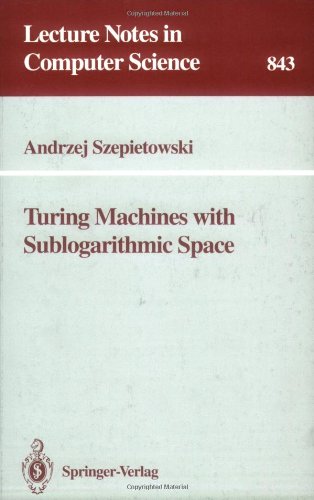 Lecture Notes in
Computer Science 843
Andrzej Szepietowski
Turing Machines with
Sublogarithmic Space
Springer-Verlag